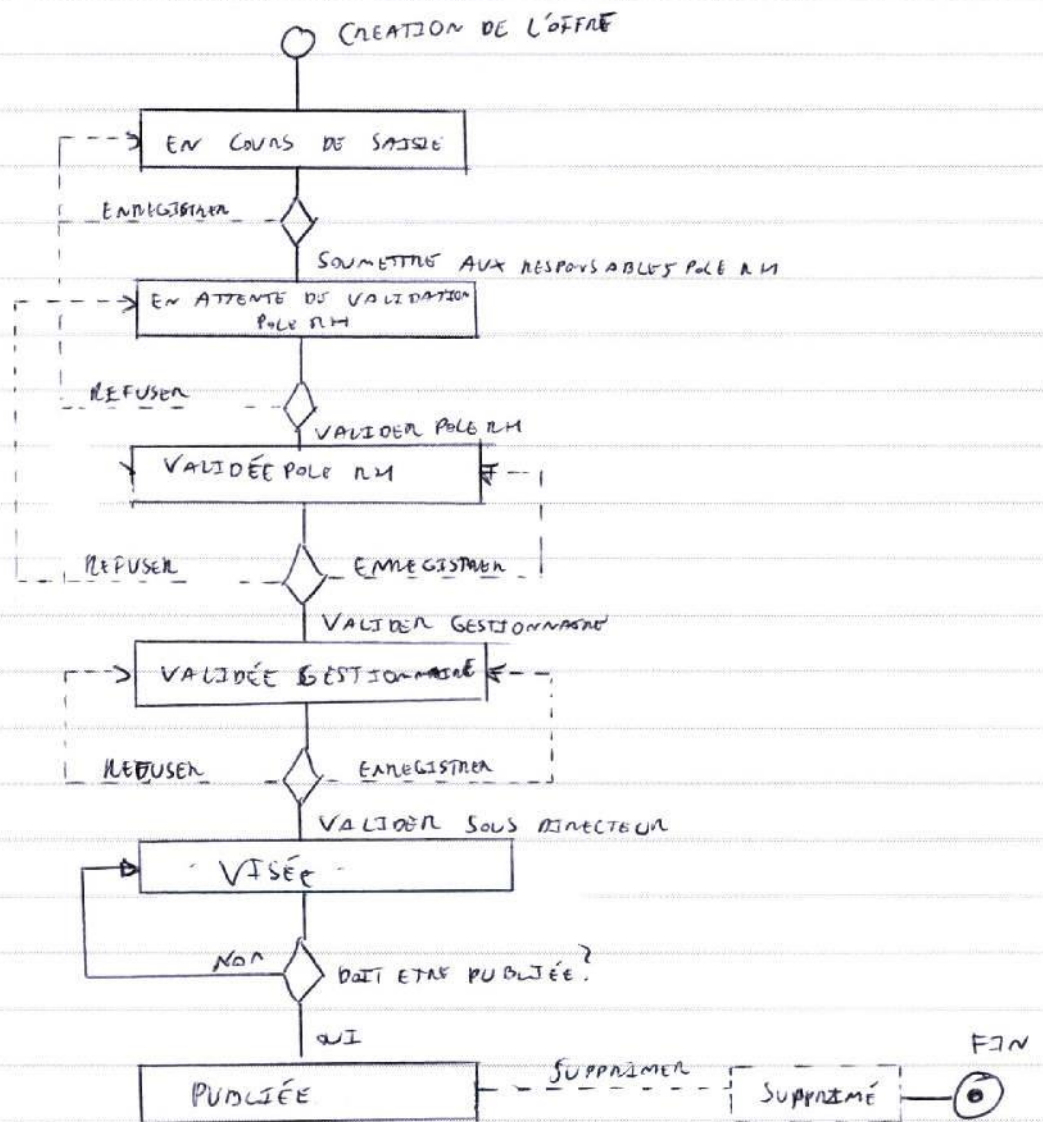 CREATION DE L'OFFRE
EN COURS DE SAISIE
ENREGISTRER
SOUMETTRE AUX RESPONSABLES POLE RH
EN ATTENTE DE VALIDATION
POLE RH
REFUSER
VALIDER POLE RH
VALIDÉE POLE RH
REFUSER
ENREGISTRER
VALIDER GESTIONNAIRE
VALIDÉE GESTIONNAIRE
REFUSER
ENREGISTRER
VALIDER SOUS DIRECTEUR
VISÉE
NON
DOIT ETRE PUBLIÉE?
OUI
FIN
SUPPRIMER
PUBLIÉE
SUPPRIMÉ